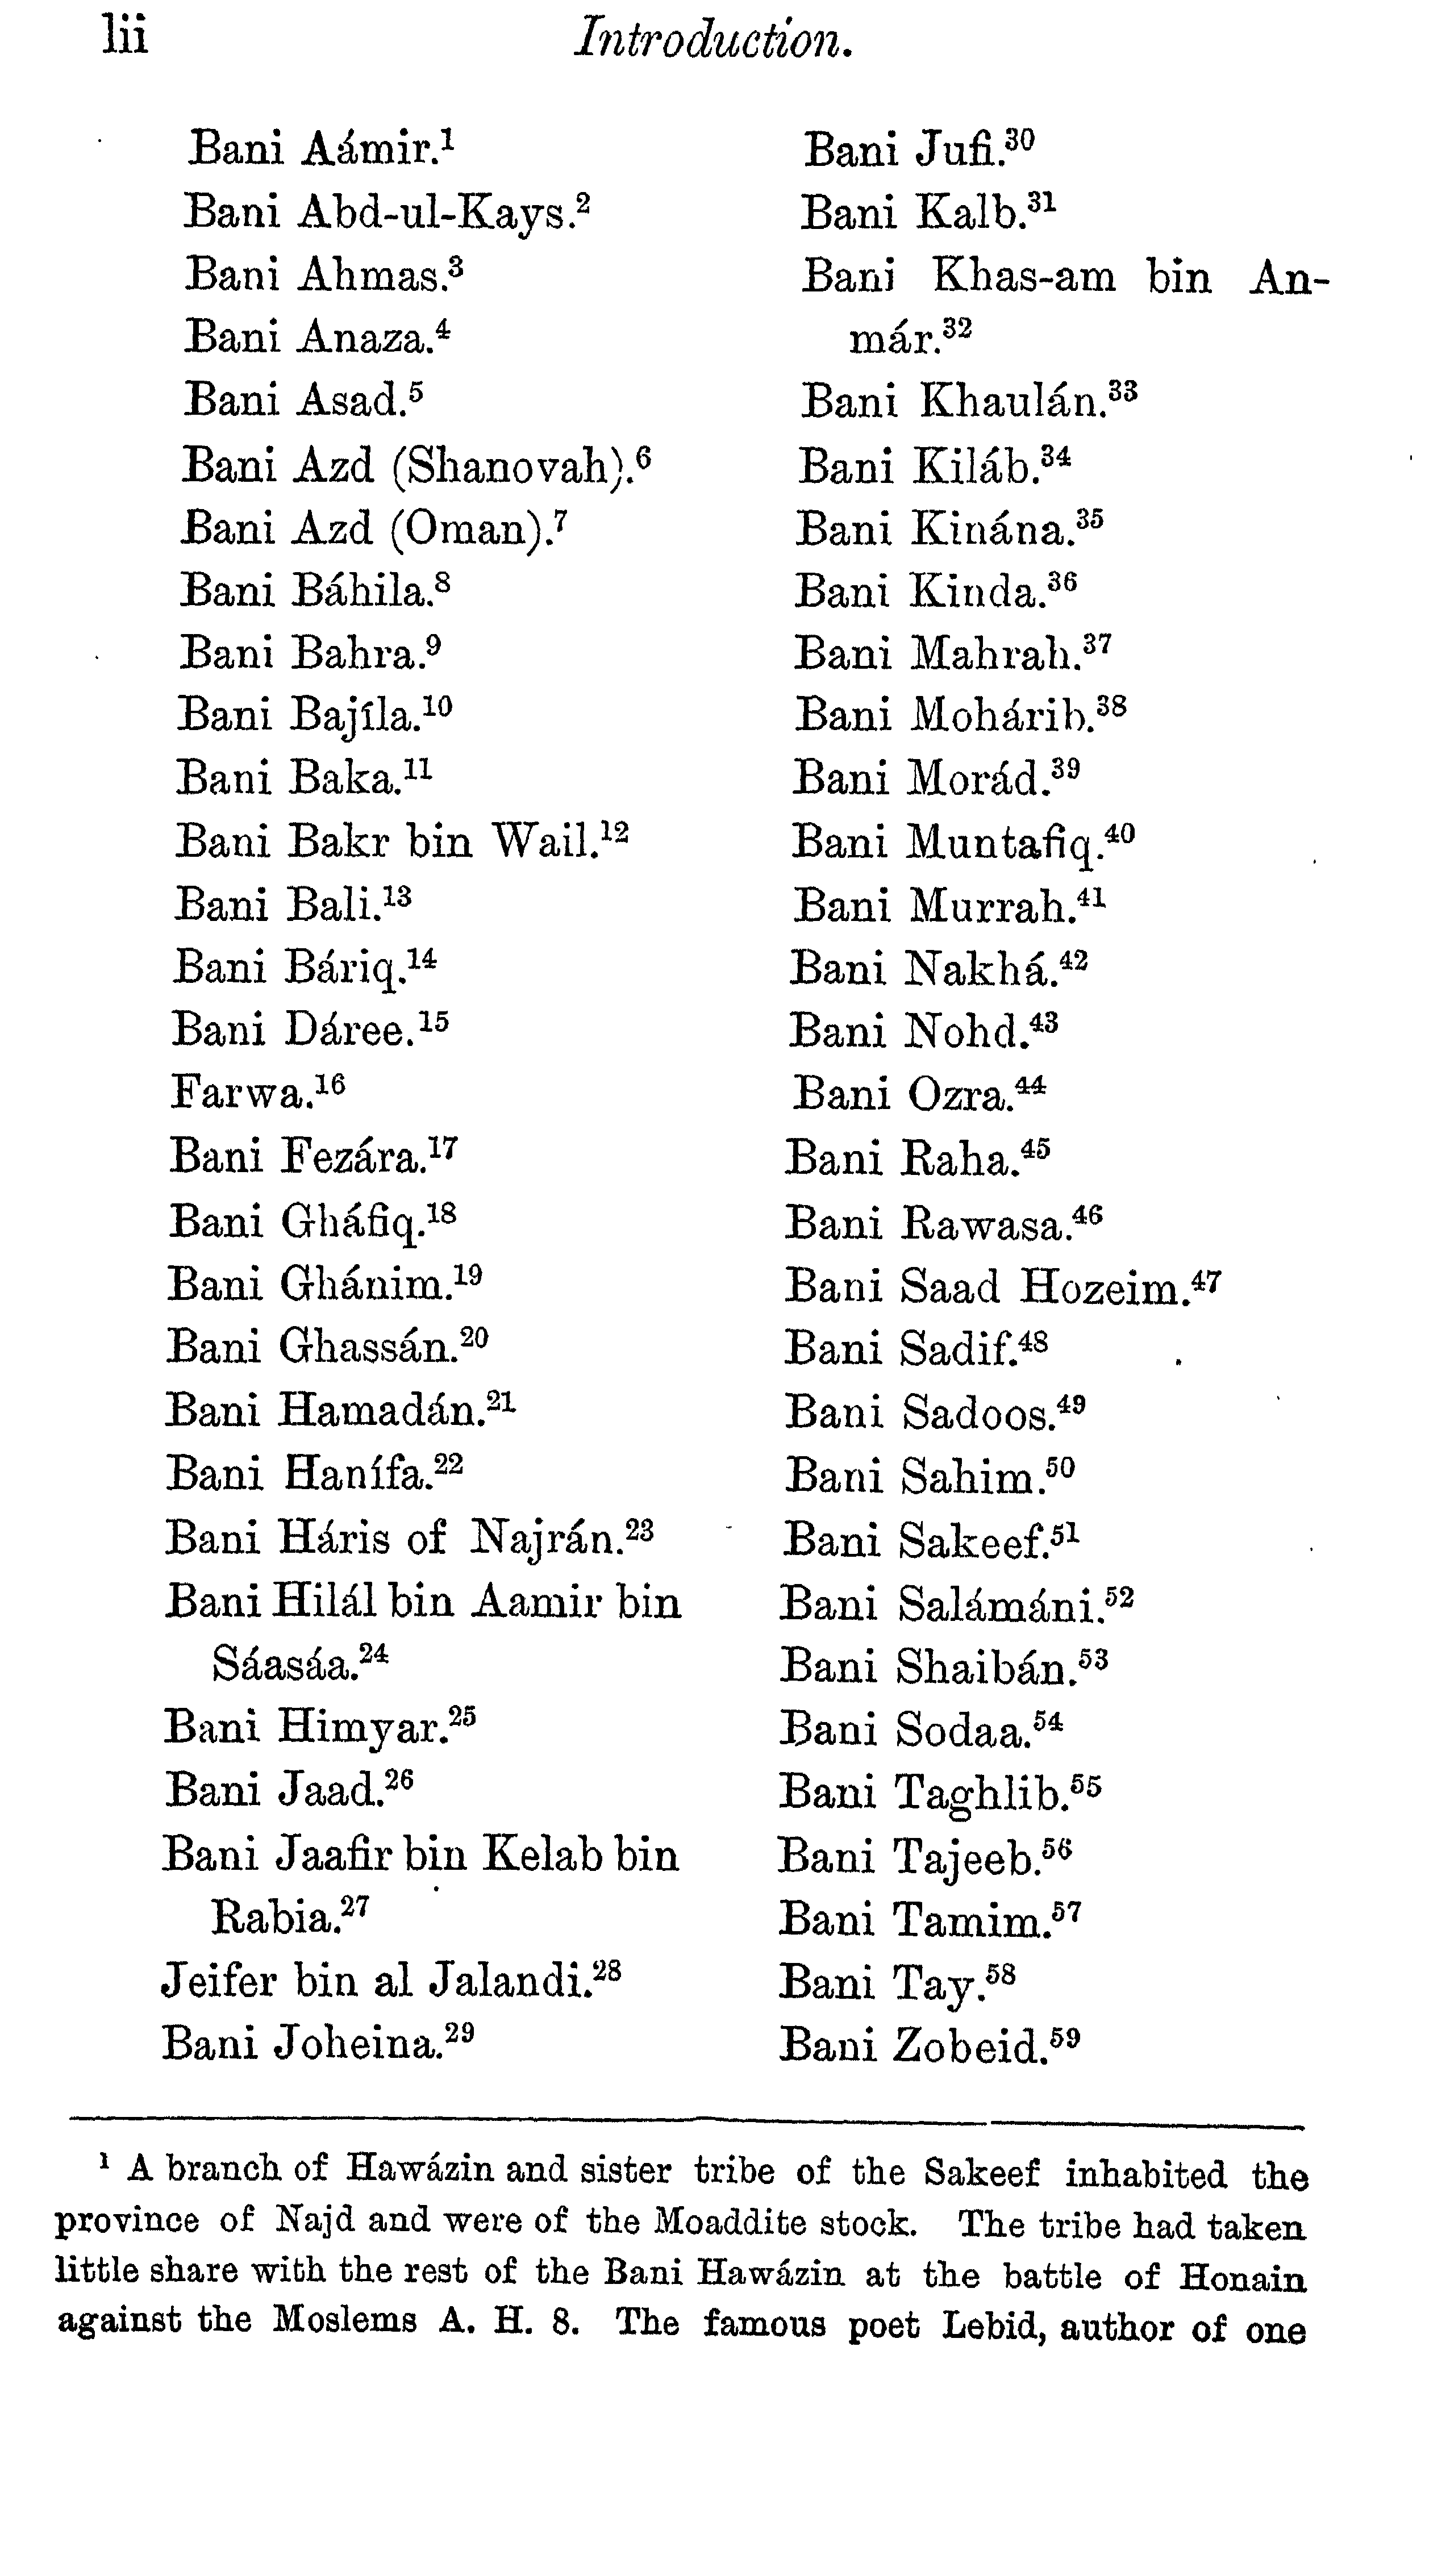 lii
Introduction.
Bani Aámir.¹
Bani Abd-ul-Kays.²
Bani Ahmas.³
Bani Anaza.⁴
Bani Asad.⁵
Bani Azd (Shanovah).⁶
Bani Azd (Oman).⁷
Bani Báhila.⁸
Bani Bahra.⁹
Bani Bajíla.¹⁰
Bani Baka.¹¹
Bani Bakr bin Wail.¹²
Bani Bali.¹³
Bani Báriq.¹⁴
Bani Dáree.¹⁵
Farwa.¹⁶
Bani Fezára.¹⁷
Bani Gháfiq.¹⁸
Bani Ghánim.¹⁹
Bani Ghassán.²⁰
Bani Hamadán.²¹
Bani Hanífa.²²
Bani Háris of Najrán.²³
Bani Hilál bin Aamir bin
Sáasáa.²⁴
Bani Himyar.²⁵
Bani Jaad.²⁶
Bani Jaafir bin Kelab bin
Rabia.²⁷
Jeifer bin al Jalandi.²⁸
Bani Joheina.²⁹
Bani Jufi.³⁰
Bani Kalb.³¹
Bani Khas-am bin An-
már.³²
Bani Khaulán.³³
Bani Kiláb.³⁴
Bani Kinána.³⁵
Bani Kinda.³⁶
Bani Mahrah.³⁷
Bani Mohárib.³⁸
Bani Morád.³⁹
Bani Muntafiq.⁴⁰
Bani Murrah.⁴¹
Bani Nakhá.⁴²
Bani Nohd.⁴³
Bani Ozra.⁴⁴
Bani Raha.⁴⁵
Bani Rawasa.⁴⁶
Bani Saad Hozeim.⁴⁷
Bani Sadif.⁴⁸
Bani Sadoos.⁴⁹
Bani Sahim.⁵⁰
Bani Sakeef.⁵¹
Bani Salámáni.⁵²
Bani Shaibán.⁵³
Bani Sodaa.⁵⁴
Bani Taghlib.⁵⁵
Bani Tajeeb.⁵⁶
Bani Tamim.⁵⁷
Bani Tay.⁵⁸
Bani Zobeid.⁵⁹
¹ A branch of Hawázin and sister tribe of the Sakeef inhabited the
province of Najd and were of the Moaddite stock. The tribe had taken
little share with the rest of the Bani Hawázin at the battle of Honain
against the Moslems A. H. 8. The famous poet Lebid, author of one